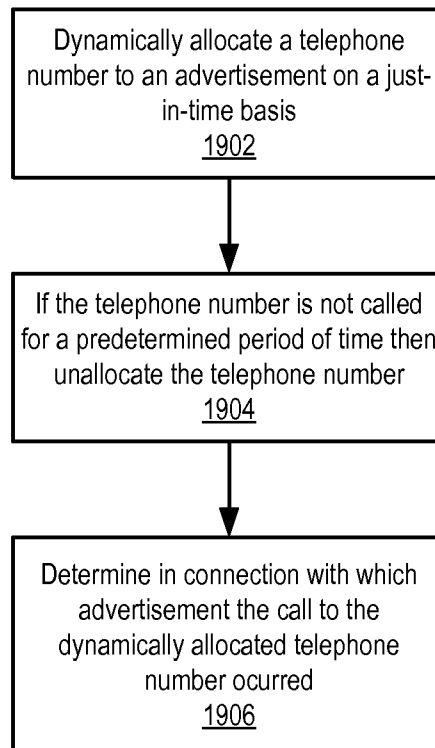 Dynamically allocate a telephone
number to an advertisement on a just-
in-time basis
1902
If the telephone number is not called
for a predetermined period of time then
unallocate the telephone number
1904
Determine in connection with which
advertisement the call to the
dynamically allocated telephone
number ocurred
1906